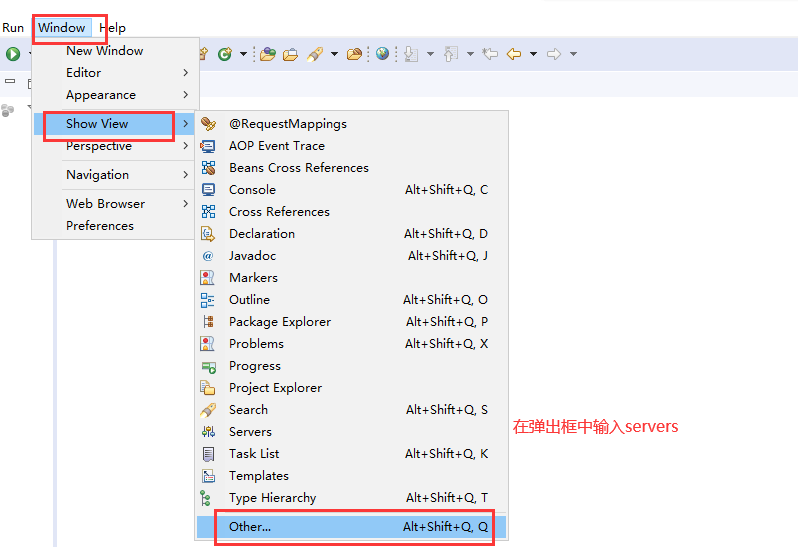 Run Window Help
New Window
Editor
Appearance
Show View
Perspective
Navigation
Web Browser
Preferences
@RequestMappings
AOP Event Trace
Beans Cross References
Console Alt+Shift+Q, C
Cross References
Declaration Alt+Shift+Q, D
Javadoc Alt+Shift+Q, J
Markers
Outline Alt+Shift+Q, O
Package Explorer Alt+Shift+Q, P
Problems Alt+Shift+Q, X
Progress
Project Explorer
Search Alt+Shift+Q, S
Servers
Task List Alt+Shift+Q, K
Templates
Type Hierarchy Alt+Shift+Q, T
Other... Alt+Shift+Q, Q
在弹出框中输入servers